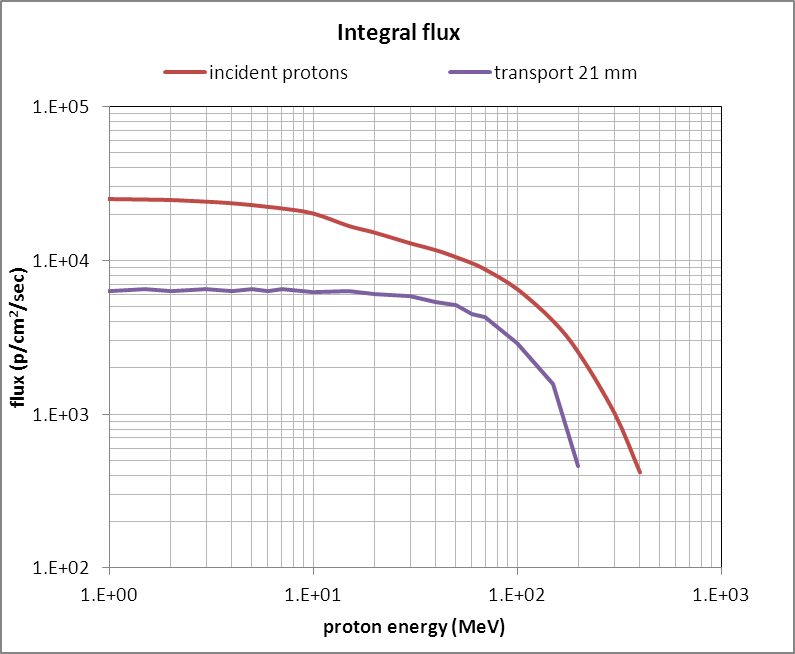 Integral flux
incident protons
transport 21 mm
1.E+05
1.E+04
1.E+03
1.E+02
flux (p/cm²/sec)
1.E+00
1.E+01
1.E+02
1.E+03
proton energy (MeV)